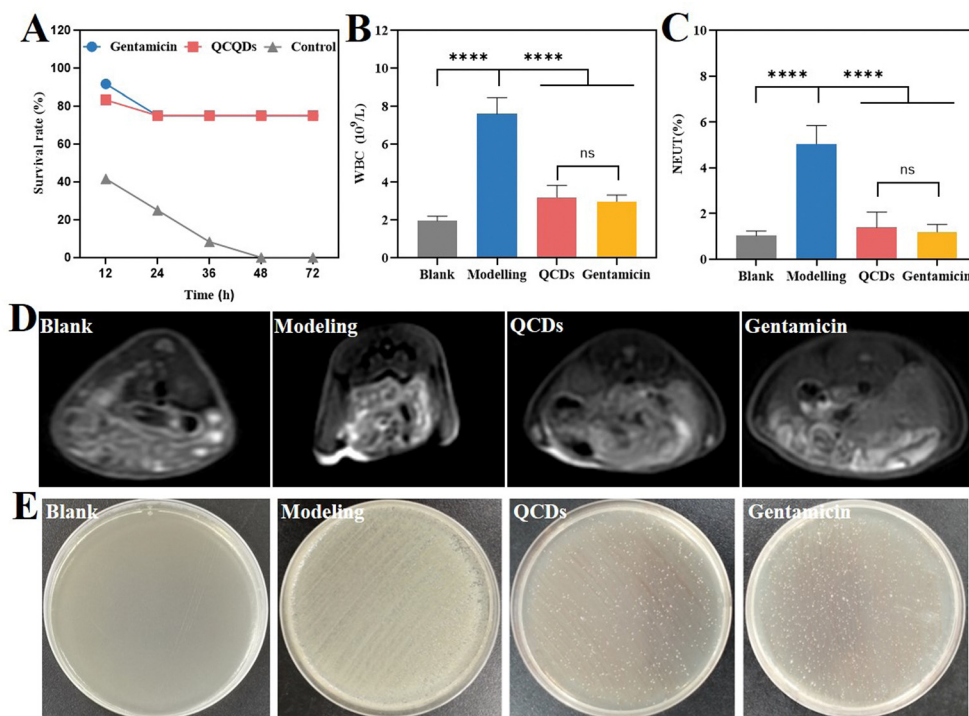 A
120
100
80
60
40
20
0
Survival rate (%)
Gentamicin QCQDs Control
12 24 36 48 72
Time (h)
B
12
10
8
6
4
2
0
WBC (10^9/L)
**** ****
ns
Blank Modelling QCDs Gentamicin
C
10
8
6
4
2
0
NEUT(%)
**** ****
ns
Blank Modelling QCDs Gentamicin
D
Blank Modeling QCDs Gentamicin
E
Blank Modeling QCDs Gentamicin